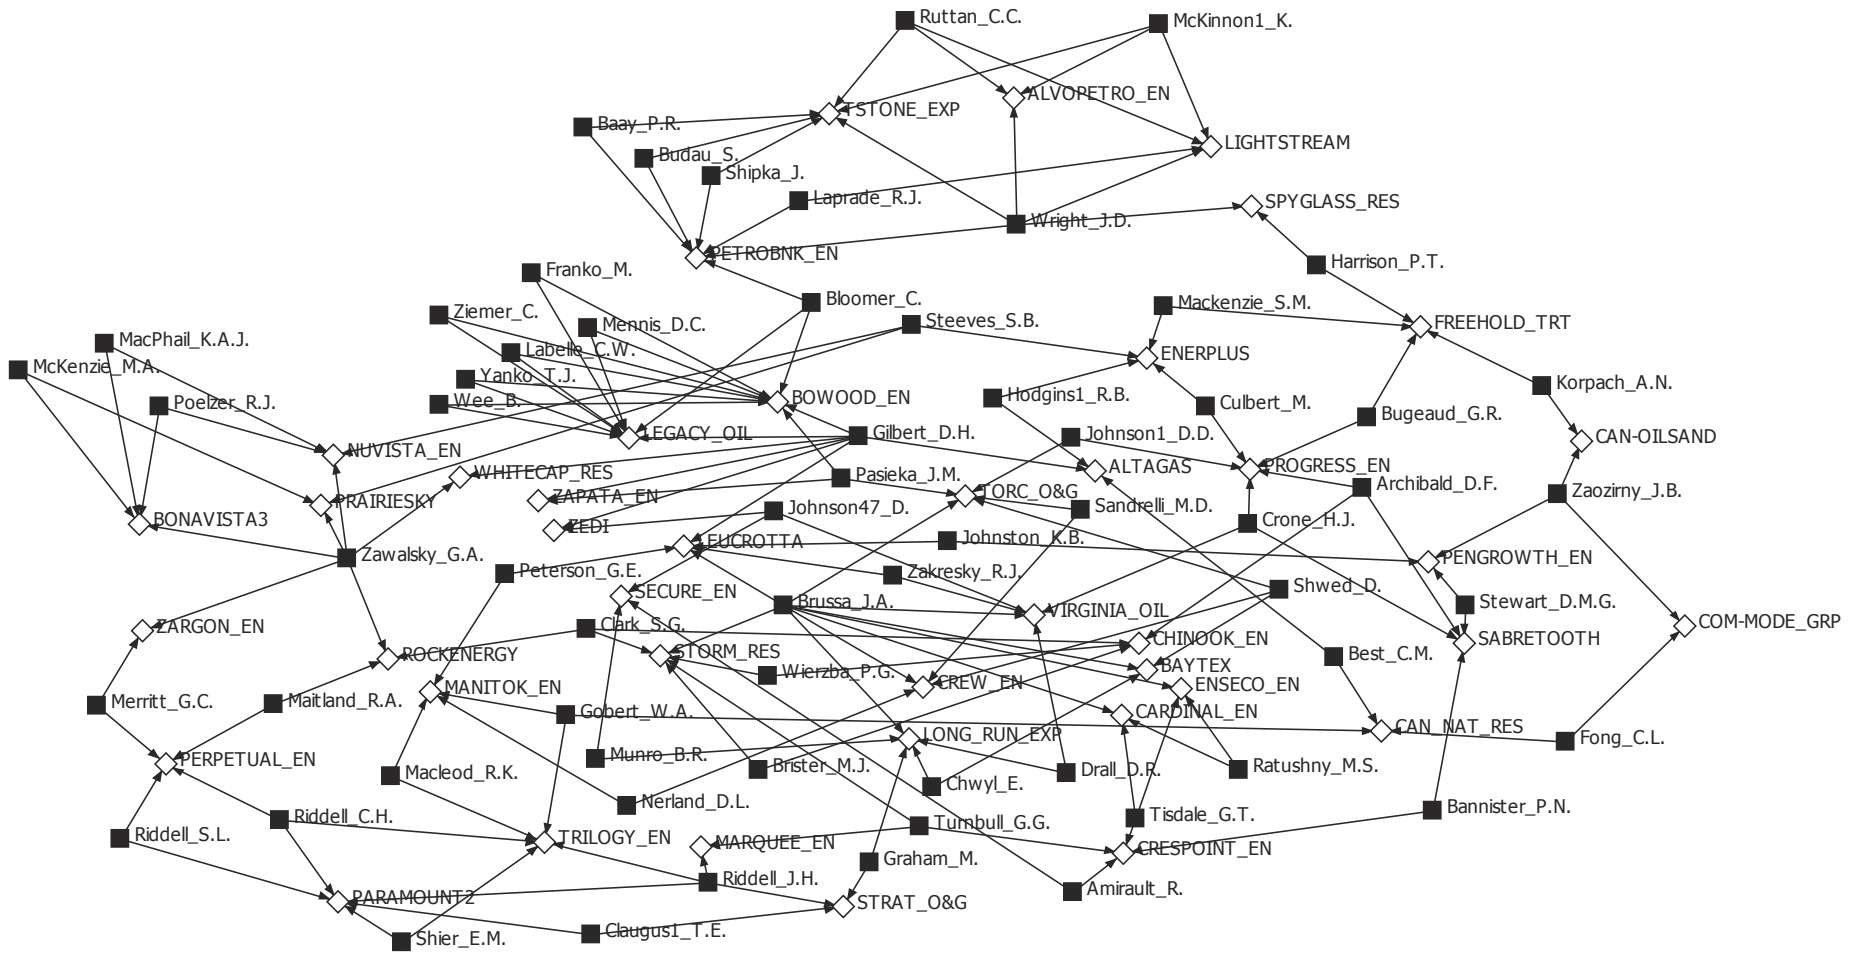 Ruttan_C.C.
McKinnon1_K.
ALVOPETRO_EN
TSTONE_EXP
Baay_P.R.
LIGHTSTREAM
Budau_S.
Shipka_J.
Laprade_R.J.
SPYGLASS_RES
Wright_J.D.
PETROBNK_EN
Harrison_P.T.
Franko_M.
Bloomer_C.
Mackenzie_S.M.
Ziemer_C.
Mennis_D.C.
Steeves_S.B.
FREEHOLD_TRT
MacPhail_K.A.J.
Labelle_C.W.
ENERPLUS
McKenzie_M.A.
Yanko_T.J.
Korpach_A.N.
Poelzer_R.J.
Wee_B.
BOWOOD_EN
Hodgins1_R.B.
Culbert_M.
Bugeaud_G.R.
LEGACY_OIL
Gilbert_D.H.
Johnson1_D.D.
CAN-OILSAND
NUVISTA_EN
WHITECAP_RES
Pasieka_J.M.
ALTAGAS
PROGRESS_EN
Archibald_D.F.
PRAIRIESKY
ZAPATA_EN
TORC_O&G
Zaozirny_J.B.
BONAVISTA3
ZEDI
Johnson47_D.
Sandrelli_M.D.
Crone_H.J.
Zawalsky_G.A.
EUCROTTA
Johnston_K.B.
PENGROWTH_EN
Peterson_G.E.
Zakresky_R.J.
Shwed_D.
SECURE_EN
Brussa_J.A.
VIRGINIA_OIL
Stewart_D.M.G.
ZARGON_EN
Clark_S.G.
CHINOOK_EN
SABRETOOTH
COM-MODE_GRP
ROCKENERGY
STORM_RES
Wierzba_P.G.
BAYTEX
Best_C.M.
MANITOK_EN
CREW_EN
ENSECO_EN
Merritt_G.C.
Maitland_R.A.
Gobert_W.A.
CARDINAL_EN
CAN_NAT_RES
LONG_RUN_EXP
Fong_C.L.
PERPETUAL_EN
Macleod_R.K.
Munro_B.R.
Brister_M.J.
Chwyl_E.
Drall_D.R.
Ratushny_M.S.
Nerland_D.L.
Bannister_P.N.
Riddell_S.L.
Riddell_C.H.
Turnbull_G.G.
Tisdale_G.T.
TRILOGY_EN
MARQUEE_EN
CRESPOINT_EN
Graham_M.
PARAMOUNT2
Riddell_J.H.
Amirault_R.
STRAT_O&G
Shier_E.M.
Claugus1_T.E.